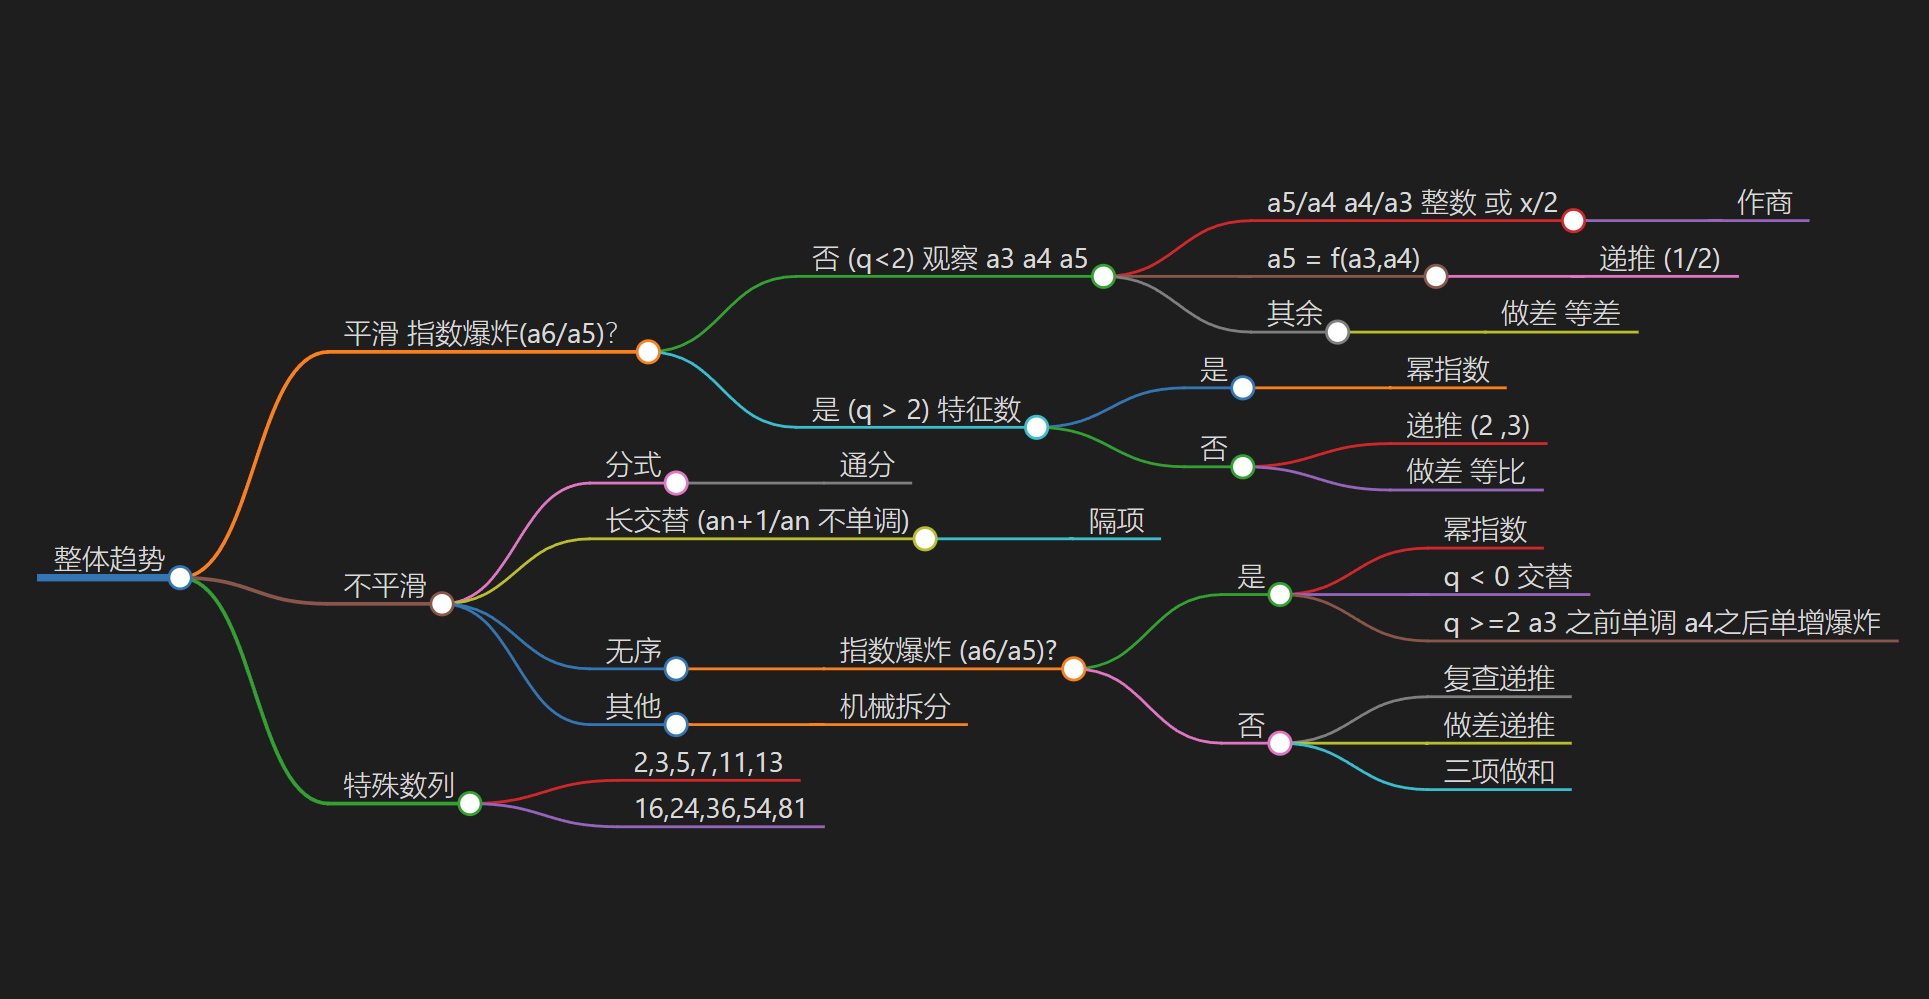 整体趋势
平滑 指数爆炸(a6/a5)?
否 (q<2) 观察 a3 a4 a5
a5/a4 a4/a3 整数 或 x/2
作商
a5 = f(a3,a4)
递推 (1/2)
其余
做差 等差
是 (q > 2) 特征数
是
幂指数
否
递推 (2 ,3)
做差 等比
不平滑
分式
通分
长交替 (an+1/an 不单调)
隔项
无序
指数爆炸 (a6/a5)?
是
幂指数
q < 0 交替
q >=2 a3 之前单调 a4之后单增爆炸
否
复查递推
做差递推
三项做和
其他
机械拆分
特殊数列
2,3,5,7,11,13
16,24,36,54,81